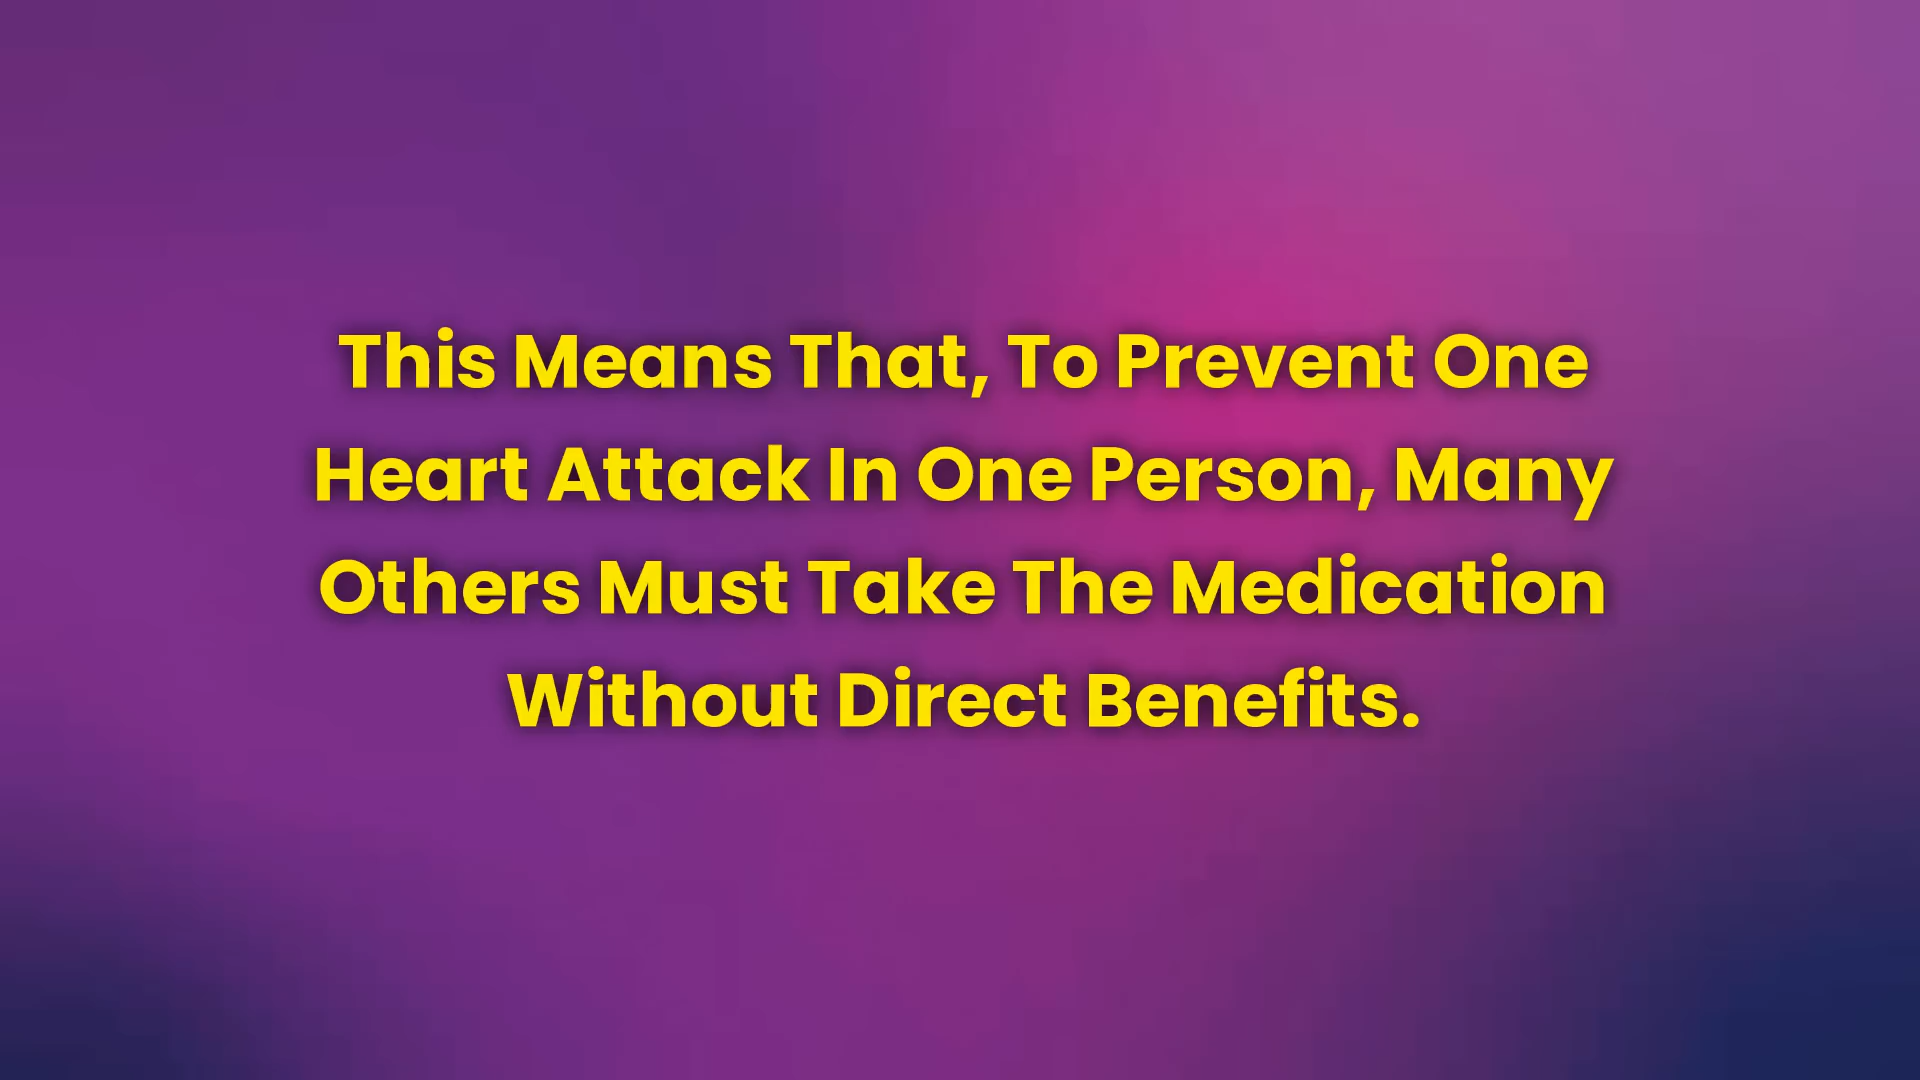 This Means That, To Prevent One
Heart Attack In One Person, Many
Others Must Take The Medication
Without Direct Benefits.